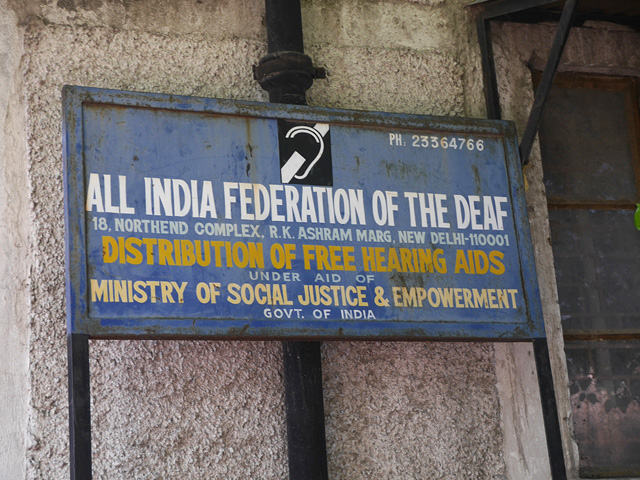 PH. 23364766
ALL INDIA FEDERATION OF THE DEAF
18, NORTHEND COMPLEX, R.K. ASHRAM MARG, NEW DELHI-110001
DISTRIBUTION OF FREE HEARING AIDS
UNDER AID OF
MINISTRY OF SOCIAL JUSTICE & EMPOWERMENT
GOVT. OF INDIA